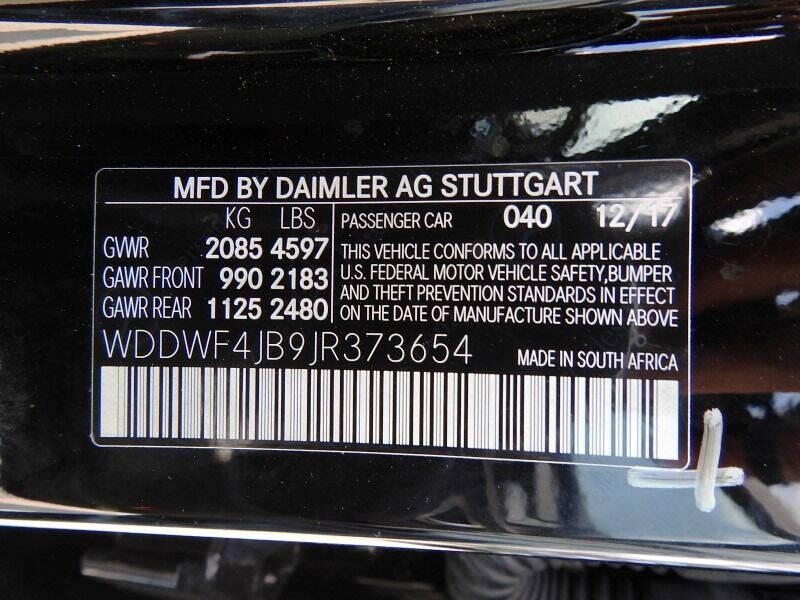 MFD BY DAIMLER AG STUTTGART
KG LBS
GVWR 2085 4597
GAWR FRONT 990 2183
GAWR REAR 1125 2480
PASSENGER CAR 040 12/17
THIS VEHICLE CONFORMS TO ALL APPLICABLE
U.S. FEDERAL MOTOR VEHICLE SAFETY,BUMPER
AND THEFT PREVENTION STANDARDS IN EFFECT
ON THE DATE OF MANUFACTURE SHOWN ABOVE
WDDWF4JB9JR373654
MADE IN SOUTH AFRICA